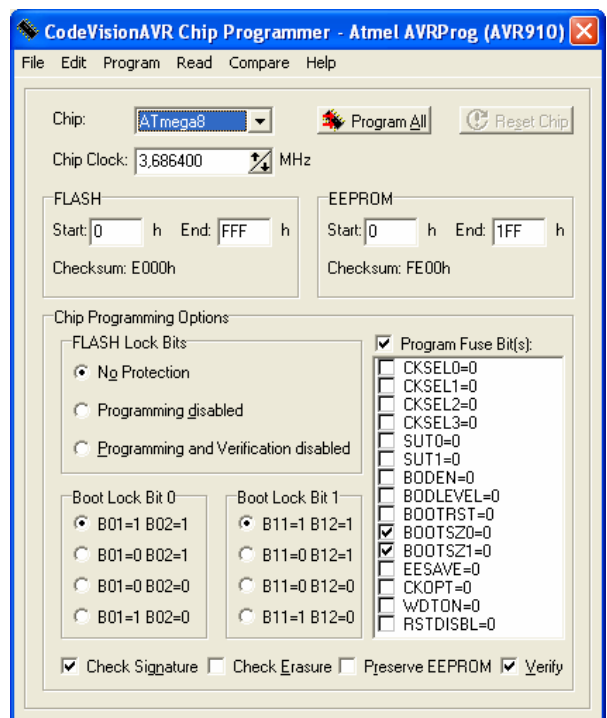 CodeVisionAVR Chip Programmer - Atmel AVRProg (AVR910)
File Edit Program Read Compare Help
Chip: ATmega8 Program All Reset Chip
Chip Clock: 3,686400 MHz
FLASH
Start: 0 h End: FFF h
Checksum: E000h
EEPROM
Start: 0 h End: 1FF h
Checksum: FE00h
Chip Programming Options
FLASH Lock Bits
No Protection
Programming disabled
Programming and Verification disabled
Boot Lock Bit 0
B01=1 B02=1
B01=0 B02=1
B01=0 B02=0
B01=1 B02=0
Boot Lock Bit 1
B11=1 B12=1
B11=0 B12=1
B11=0 B12=0
B11=1 B12=0
Program Fuse Bit(s):
CKSEL0=0
CKSEL1=0
CKSEL2=0
CKSEL3=0
SUT0=0
SUT1=0
BODEN=0
BODLEVEL=0
BOOTRST=0
BOOTSZ0=0
BOOTSZ1=0
EESAVE=0
CKOPT=0
WDTON=0
RSTDISBL=0
Check Signature Check Erasure Preserve EEPROM Verify